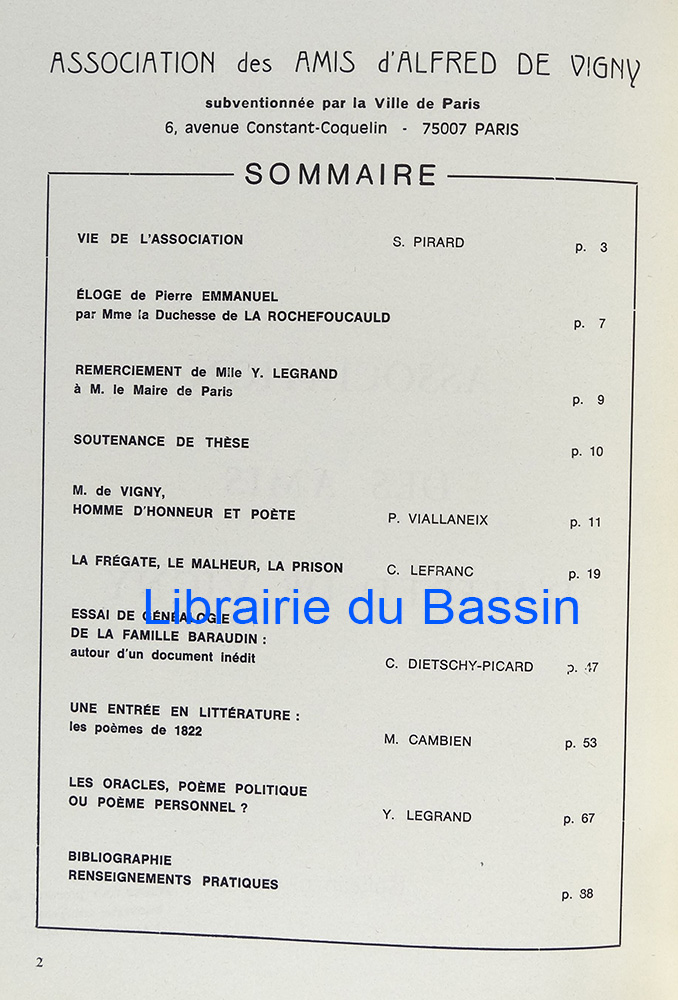 ASSOCIATION des AMIS d'ALFRED DE VIGNY
subventionnée par la Ville de Paris
6, avenue Constant-Coquelin - 75007 PARIS
SOMMAIRE
VIE DE L'ASSOCIATION S. PIRARD p. 3
ÉLOGE de Pierre EMMANUEL
par Mme la Duchesse de LA ROCHEFOUCAULD p. 7
REMERCIEMENT de Mlle Y. LEGRAND
à M. le Maire de Paris p. 9
SOUTENANCE DE THÈSE p. 10
M. de VIGNY,
HOMME D'HONNEUR ET POÈTE P. VIALLANEIX p. 11
LA FRÉGATE, LE MALHEUR, LA PRISON C. LEFRANC p. 19
Librairie du Bassin
ESSAI DE GÉNÉALOGIE
DE LA FAMILLE BARAUDIN :
autour d'un document inédit C. DIETSCHY-PICARD p. 47
UNE ENTRÉE EN LITTÉRATURE :
les poèmes de 1822 M. CAMBIEN p. 53
LES ORACLES, POÈME POLITIQUE
OU POÈME PERSONNEL ? Y. LEGRAND p. 67
BIBLIOGRAPHIE
RENSEIGNEMENTS PRATIQUES p. 88
2